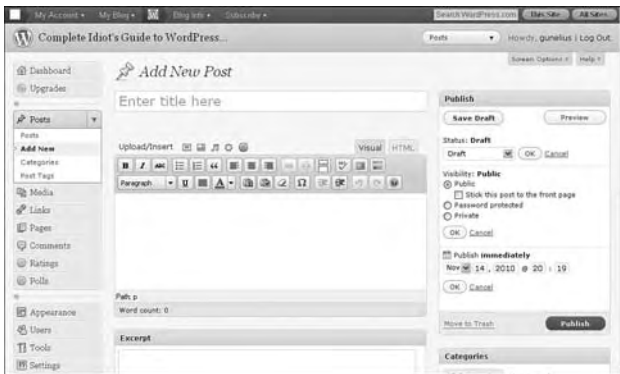 My Account My Blog Blog Info Subscribe Search WordPress.com This Site All Sites
Complete Idiot's Guide to WordPress... Posts Howdy, gunelius | Log Out
Screen Options Help
Dashboard
Upgrades
Posts
Posts
Add New
Categories
Post Tags
Media
Links
Pages
Comments
Ratings
Polls
Appearance
Users
Tools
Settings
Add New Post
Enter title here
Upload/Insert Visual HTML
B I ABC
Paragraph U A Ω
Path: p
Word count: 0
Excerpt
Publish
Save Draft Preview
Status: Draft
Draft OK Cancel
Visibility: Public
Public
Stick this post to the front page
Password protected
Private
OK Cancel
Publish immediately
Nov 14, 2010 @ 20 : 19
OK Cancel
Move to Trash Publish
Categories